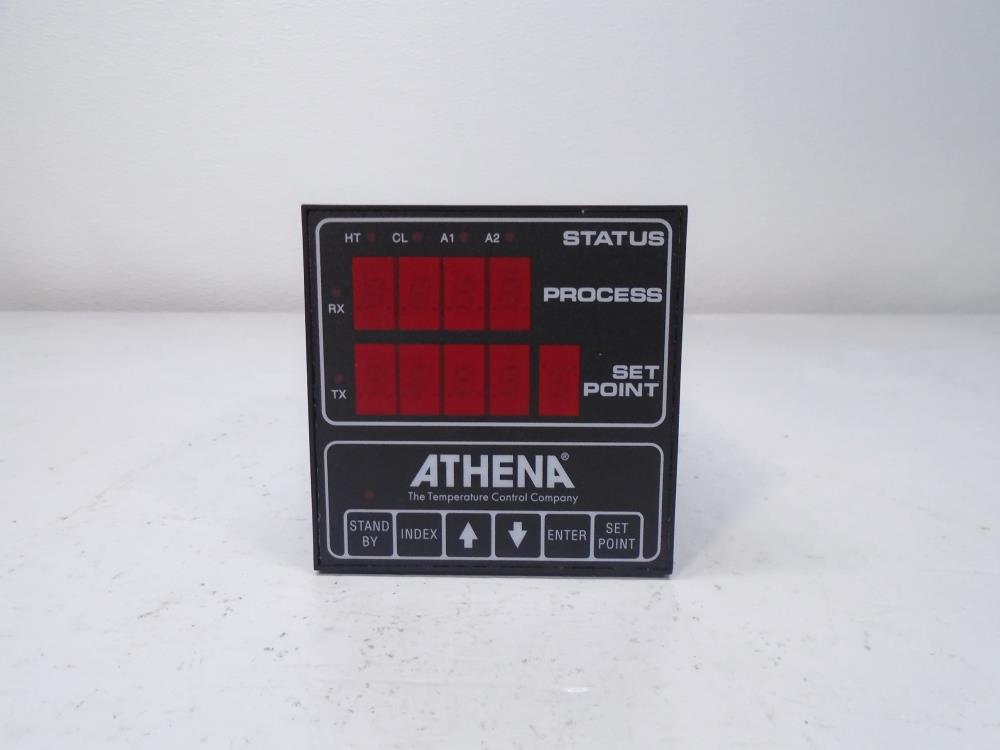 HT CL A1 A2 STATUS
RX PROCESS
TX SET
POINT
ATHENA®
The Temperature Control Company
STAND
BY
INDEX
ENTER
SET
POINT